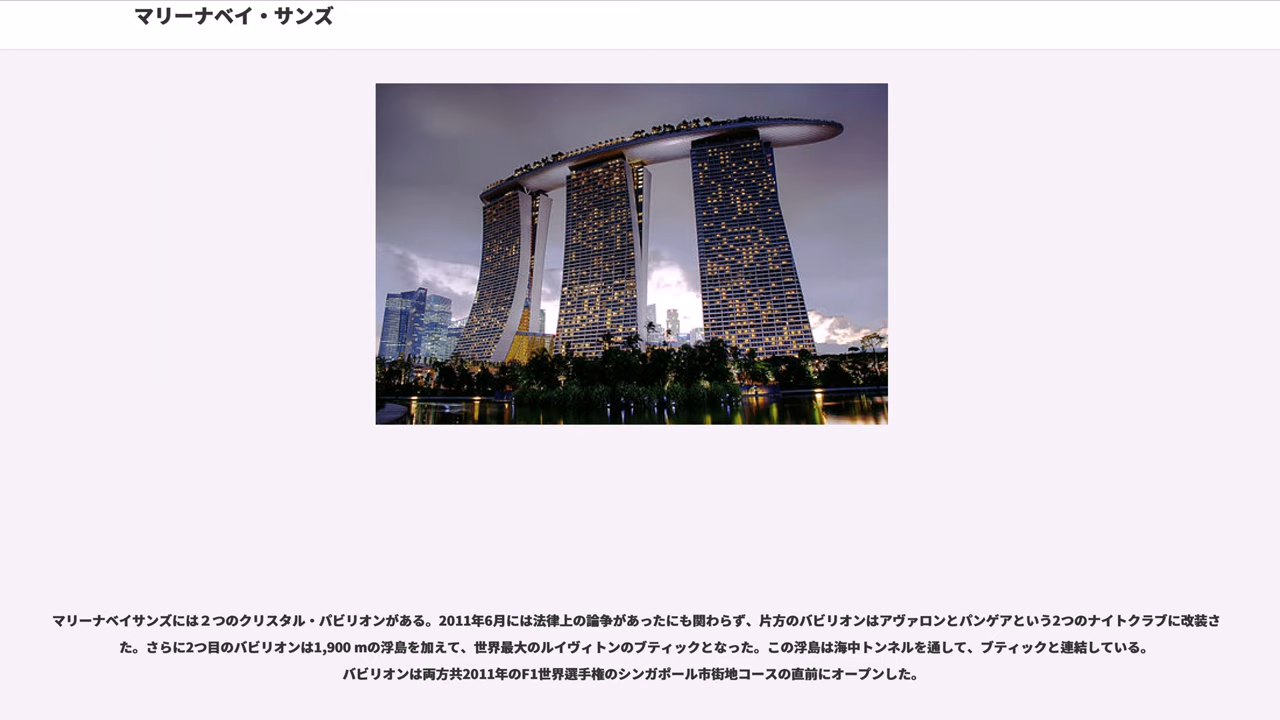 マリーナベイ・サンズ
マリーナベイサンズには２つのクリスタル・パビリオンがある。2011年6月には法律上の論争があったにも関わらず、片方のバビリオンはアヴァロンとパンゲアという2つのナイトクラブに改装さ
た。さらに2つ目のバビリオンは1,900 mの浮島を加えて、世界最大のルイヴィトンのブティックとなった。この浮島は海中トンネルを通して、ブティックと連結している。
バビリオンは両方共2011年のF1世界選手権のシンガポール市街地コースの直前にオープンした。